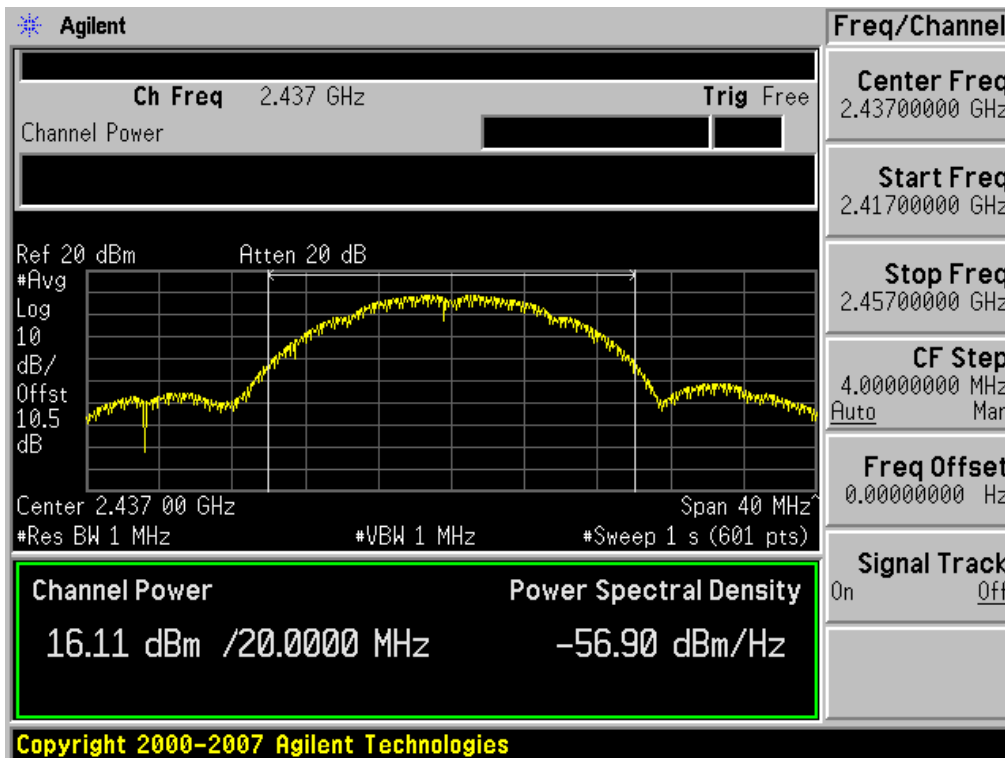 Agilent
Freq/Channel
Ch Freq 2.437 GHz Trig Free
Channel Power
Center Freq
2.43700000 GHz
Start Freq
2.41700000 GHz
Stop Freq
2.45700000 GHz
CF Step
4.00000000 MHz
Auto Man
Freq Offset
0.00000000 Hz
Signal Track
On Off
Ref 20 dBm Atten 20 dB
#Avg
Log
10
dB/
Offst
10.5
dB
Center 2.437 00 GHz Span 40 MHz^
#Res BW 1 MHz #VBW 1 MHz #Sweep 1 s (601 pts)
Channel Power Power Spectral Density
16.11 dBm /20.0000 MHz -56.90 dBm/Hz
Copyright 2000-2007 Agilent Technologies